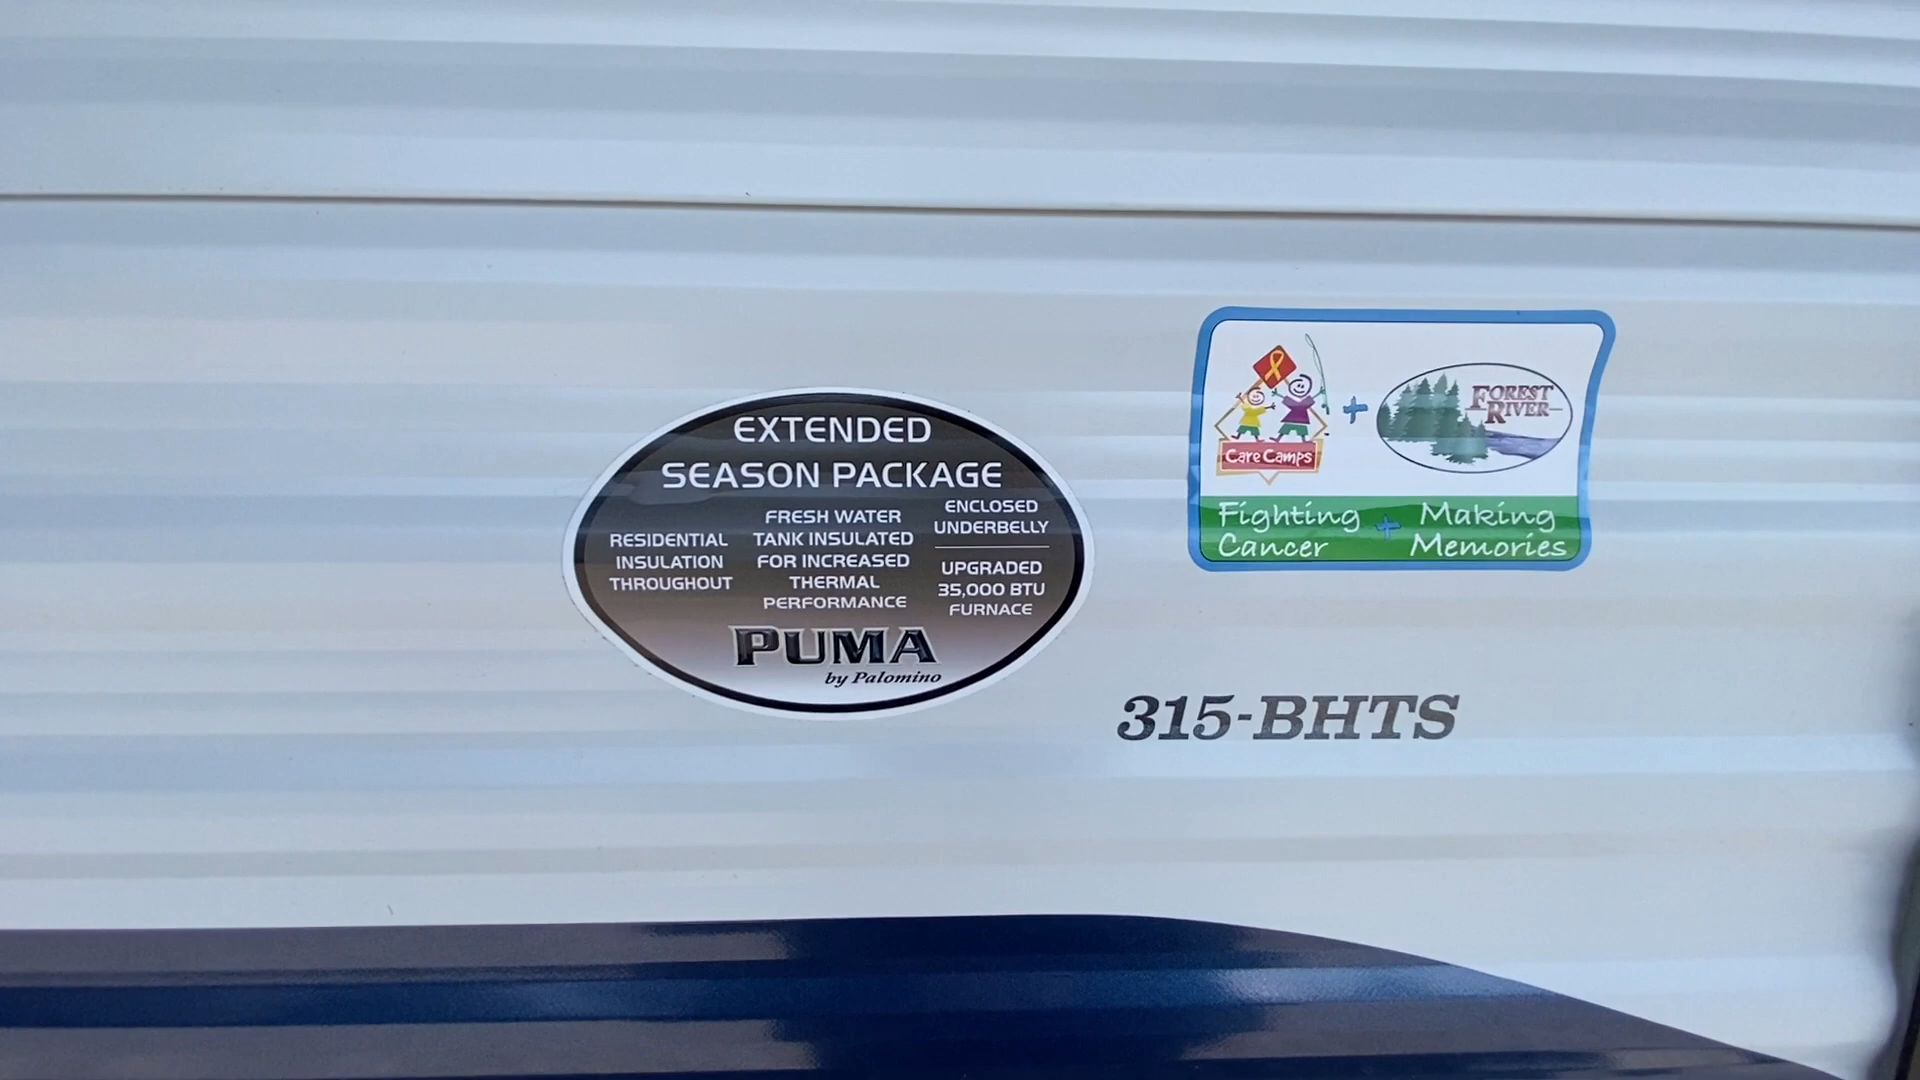 EXTENDED
SEASON PACKAGE
RESIDENTIAL
INSULATION
THROUGHOUT
FRESH WATER
TANK INSULATED
FOR INCREASED
THERMAL
PERFORMANCE
ENCLOSED
UNDERBELLY
UPGRADED
35,000 BTU
FURNACE
PUMA
by Palomino
Care Camps
+
FOREST
RIVER
Fighting + Making
Cancer Memories
315-BHTS